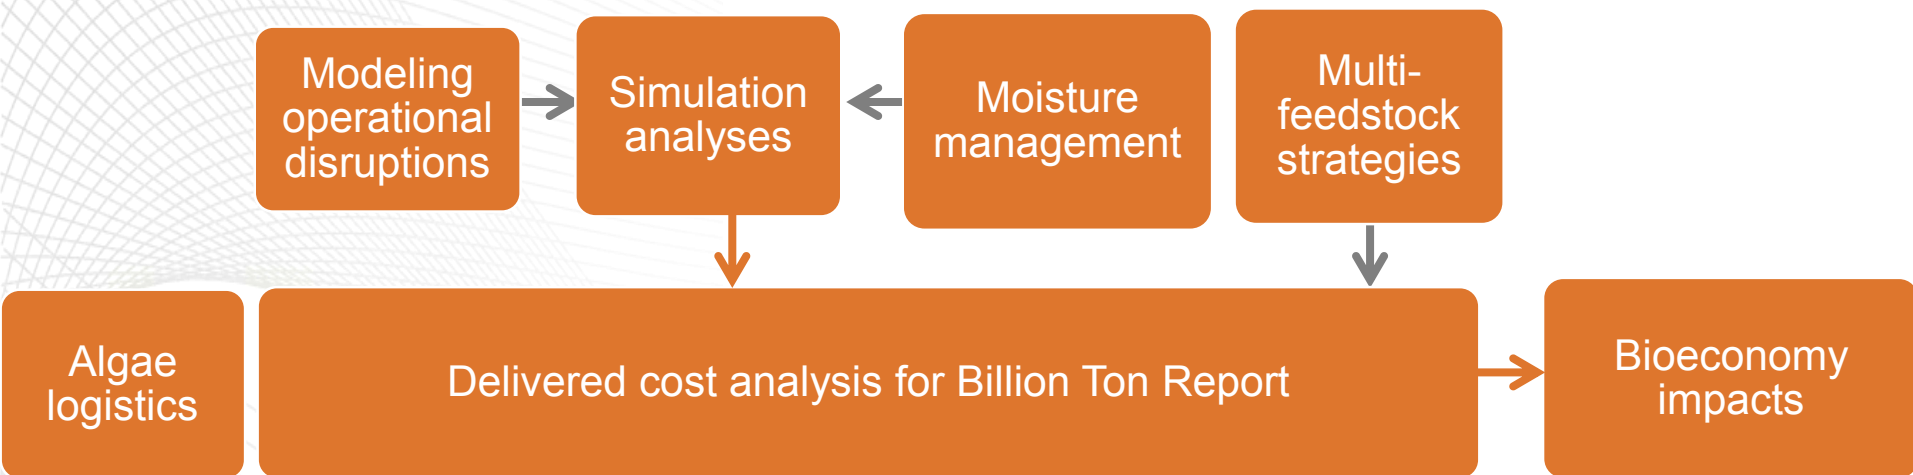 Modeling
operational
disruptions
Simulation
analyses
Moisture
management
Multi-
feedstock
strategies
Algae
logistics
Delivered cost analysis for Billion Ton Report
Bioeconomy
impacts